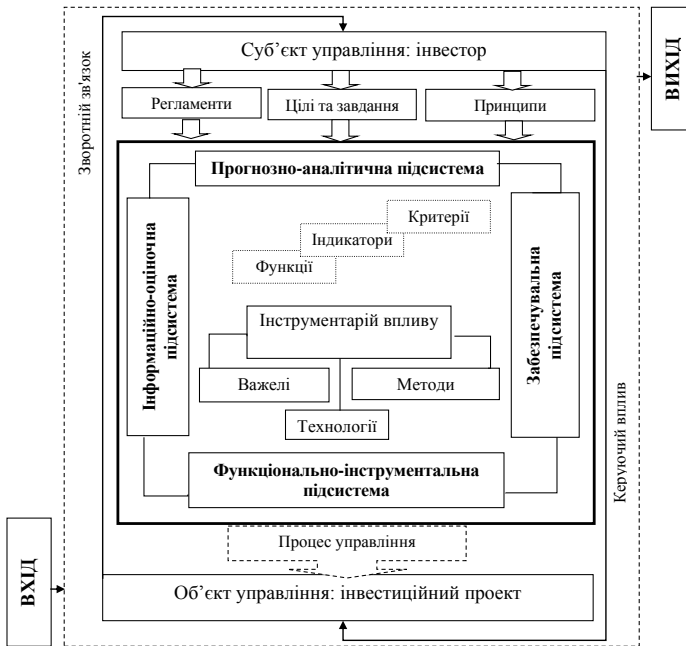 Суб’єкт управління: інвестор
ВИХІД
Зворотній зв'язок
Регламенти
Цілі та завдання
Принципи
Прогнозно-аналітична підсистема
Критерії
Індикатори
Функції
Інформаційно-оціночна
підсистема
Забезпечувальна
підсистема
Інструментарій впливу
Важелі
Методи
Технології
Функціонально-інструментальна
підсистема
Керуючий вплив
Процес управління
ВХІД
Об’єкт управління: інвестиційний проект